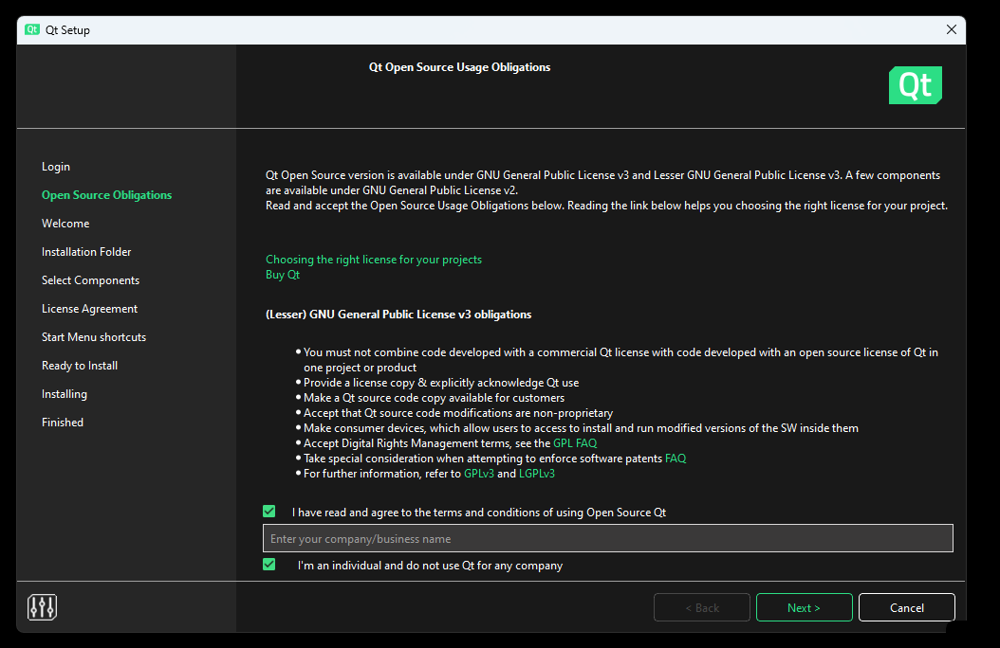 Qt Qt Setup
Qt Open Source Usage Obligations
Qt
Login
Open Source Obligations
Welcome
Installation Folder
Select Components
License Agreement
Start Menu shortcuts
Ready to Install
Installing
Finished
Qt Open Source version is available under GNU General Public License v3 and Lesser GNU General Public License v3. A few components
are available under GNU General Public License v2.
Read and accept the Open Source Usage Obligations below. Reading the link below helps you choosing the right license for your project.
Choosing the right license for your projects
Buy Qt
(Lesser) GNU General Public License v3 obligations
• You must not combine code developed with a commercial Qt license with code developed with an open source license of Qt in
one project or product
• Provide a license copy & explicitly acknowledge Qt use
• Make a Qt source code copy available for customers
• Accept that Qt source code modifications are non-proprietary
• Make consumer devices, which allow users to access to install and run modified versions of the SW inside them
• Accept Digital Rights Management terms, see the GPL FAQ
• Take special consideration when attempting to enforce software patents FAQ
• For further information, refer to GPLv3 and LGPLv3
I have read and agree to the terms and conditions of using Open Source Qt
Enter your company/business name
I'm an individual and do not use Qt for any company
< Back
Next >
Cancel